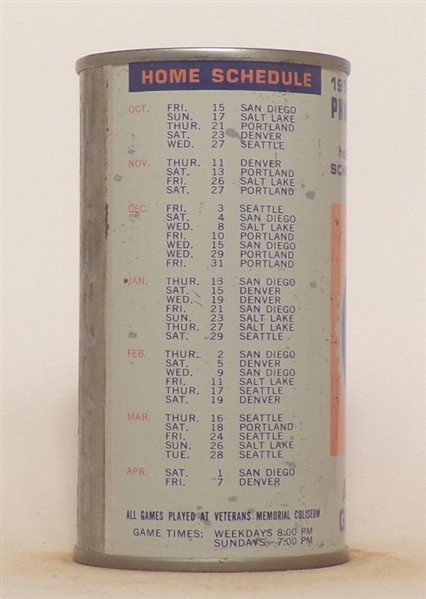 HOME SCHEDULE
OCT. FRI. 15 SAN DIEGO
SUN. 17 SALT LAKE
THUR. 21 PORTLAND
SAT. 23 DENVER
WED. 27 SEATTLE
NOV. THUR. 11 DENVER
SAT. 13 PORTLAND
FRI. 26 SALT LAKE
SAT. 27 PORTLAND
DEC. FRI. 3 SEATTLE
SAT. 4 SAN DIEGO
WED. 8 SALT LAKE
FRI. 10 PORTLAND
WED. 15 SAN DIEGO
WED. 29 PORTLAND
FRI. 31 PORTLAND
JAN. THUR. 13 SAN DIEGO
SAT. 15 DENVER
WED. 19 DENVER
FRI. 21 SAN DIEGO
SUN. 23 SALT LAKE
THUR. 27 SALT LAKE
SAT. 29 SEATTLE
FEB. THUR. 2 SAN DIEGO
SAT. 5 DENVER
WED. 9 SAN DIEGO
FRI. 11 SALT LAKE
THUR. 17 SEATTLE
SAT. 19 DENVER
MAR. THUR. 16 SEATTLE
SAT. 18 PORTLAND
FRI. 24 SEATTLE
SUN. 26 SALT LAKE
TUE. 28 SEATTLE
APR. SAT. 1 SAN DIEGO
FRI. 7 DENVER
ALL GAMES PLAYED AT VETERANS MEMORIAL COLISEUM
GAME TIMES: WEEKDAYS 8:00 PM
SUNDAYS 7:00 PM